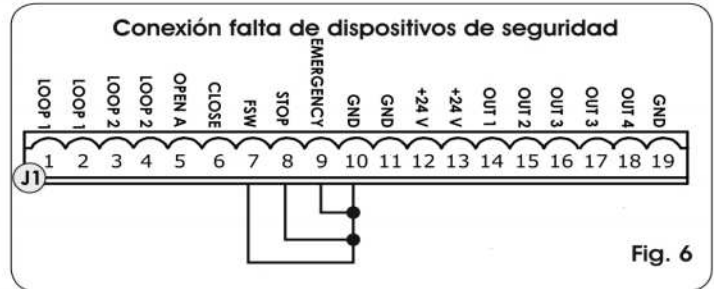 Conexión falta de dispositivos de seguridad
LOOP 1 LOOP 1 LOOP 2 LOOP 2 OPEN A CLOSE FSW STOP EMERGENCY GND GND +24 V +24 V OUT 1 OUT 2 OUT 3 OUT 3 OUT 4 GND
1 2 3 4 5 6 7 8 9 10 11 12 13 14 15 16 17 18 19
J1
Fig. 6